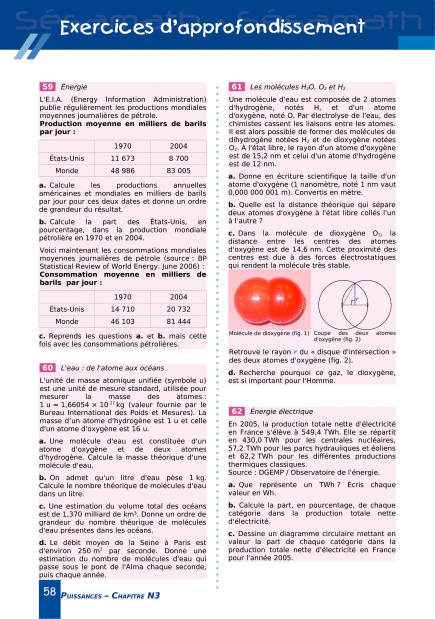 Exercices d'approfondissement
59 Énergie
L'E.I.A. (Energy Information Administration)
publie régulièrement les productions mondiales
moyennes journalières de pétrole.
Production moyenne en milliers de barils
par jour :
1970 2004
États-Unis 11 673 8 700
Monde 48 986 83 005
a. Calcule les productions annuelles
américaines et mondiales en milliers de barils
par jour pour ces deux dates et donne un ordre
de grandeur du résultat.
b. Calcule la part des États-Unis, en
pourcentage, dans la production mondiale
pétrolière en 1970 et en 2004.
Voici maintenant les consommations mondiales
moyennes journalières de pétrole (source : BP
Statistical Review of World Energy. June 2006) :
Consommation moyenne en milliers de
barils par jour :
1970 2004
États-Unis 14 710 20 732
Monde 46 103 81 444
c. Reprends les questions a. et b. mais cette
fois avec les consommations pétrolières.
60 L'eau : de l'atome aux océans
L'unité de masse atomique unifiée (symbole u)
est une unité de mesure standard, utilisée pour
mesurer la masse des atomes :
1 u = 1,66054 × 10⁻²⁷ kg (valeur fournie par le
Bureau International des Poids et Mesures). La
masse d'un atome d'hydrogène est 1 u et celle
d'un atome d'oxygène est 16 u.
a. Une molécule d'eau est constituée d'un
atome d'oxygène et de deux atomes
d'hydrogène. Calcule la masse théorique d'une
molécule d'eau.
b. On admet qu'un litre d'eau pèse 1 kg.
Calcule le nombre théorique de molécules d'eau
dans un litre.
c. Une estimation du volume total des océans
est de 1,370 milliard de km³. Donne un ordre de
grandeur du nombre théorique de molécules
d'eau présentes dans les océans.
d. Le débit moyen de la Seine à Paris est
d'environ 250 m³ par seconde. Donne une
estimation du nombre de molécules d'eau qui
passe sous le pont de l'Alma chaque seconde,
puis chaque année.
61 Les molécules H₂O, O₂ et H₂
Une molécule d'eau est composée de 2 atomes
d'hydrogène, notés H, et d'un atome
d'oxygène, noté O. Par électrolyse de l'eau, des
chimistes cassent les liaisons entre les atomes.
Il est alors possible de former des molécules de
dihydrogène notées H₂ et de dioxygène notées
O₂. À l'état libre, le rayon d'un atome d'oxygène
est de 15,2 nm et celui d'un atome d'hydrogène
est de 12 nm.
a. Donne en écriture scientifique la taille d'un
atome d'oxygène (1 nanomètre, noté 1 nm vaut
0,000 000 001 m). Convertis en mètre.
b. Quelle est la distance théorique qui sépare
deux atomes d'oxygène à l'état libre collés l'un
à l'autre ?
c. Dans la molécule de dioxygène O₂, la
distance entre les centres des atomes
d'oxygène est de 14,6 nm. Cette proximité des
centres est due à des forces électrostatiques
qui rendent la molécule très stable.
r
Molécule de dioxygène (fig. 1) Coupe des deux atomes
d'oxygène (fig. 2)
Retrouve le rayon r du « disque d'intersection »
des deux atomes d'oxygène (fig. 2).
d. Recherche pourquoi ce gaz, le dioxygène,
est si important pour l'Homme.
62 Énergie électrique
En 2005, la production totale nette d'électricité
en France s'élève à 549,4 TWh. Elle se répartit
en 430,0 TWh pour les centrales nucléaires,
57,2 TWh pour les parcs hydrauliques et éoliens
et 62,2 TWh pour les différentes productions
thermiques classiques.
Source : DGEMP / Observatoire de l'énergie.
a. Que représente un TWh ? Écris chaque
valeur en Wh.
b. Calcule la part, en pourcentage, de chaque
catégorie dans la production totale nette
d'électricité.
c. Dessine un diagramme circulaire mettant en
valeur la part de chaque catégorie dans la
production totale nette d'électricité en France
pour l'année 2005.
58 PUISSANCES – CHAPITRE N3